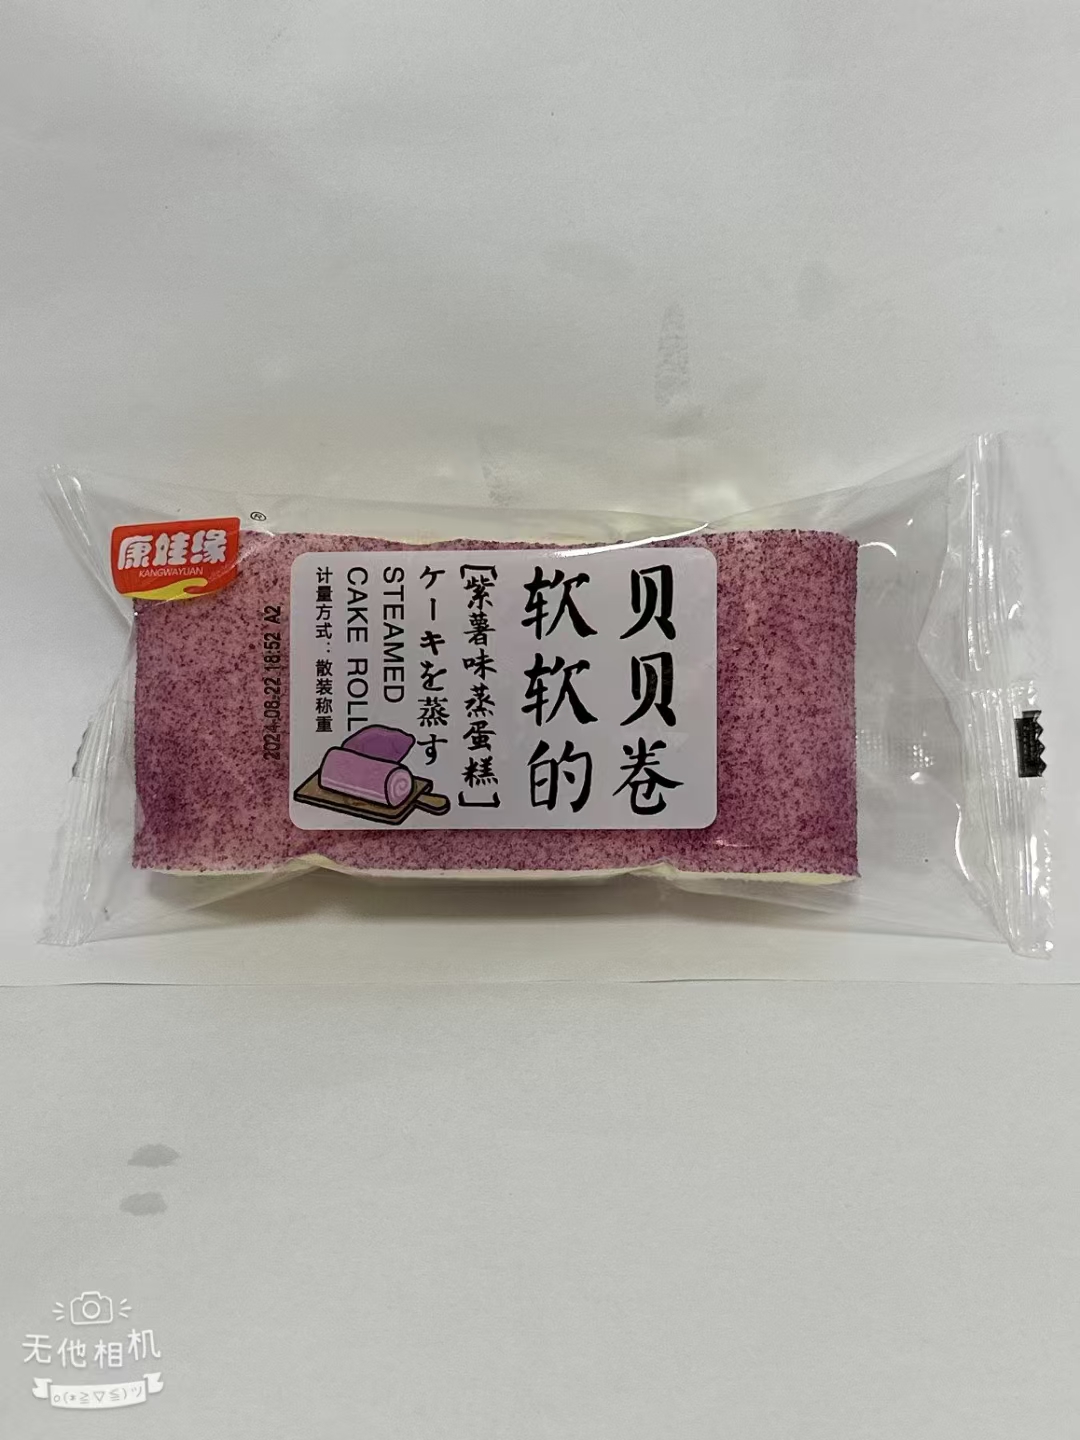 康娃缘
KANGWAYUAN
®
2024-08-22 18:52 A2
贝贝卷
软软的
[紫薯味蒸蛋糕]
ケーキを蒸す
STEAMED
CAKE ROLL
计量方式：散装称重
无他相机
o(*≧▽≦)ツ